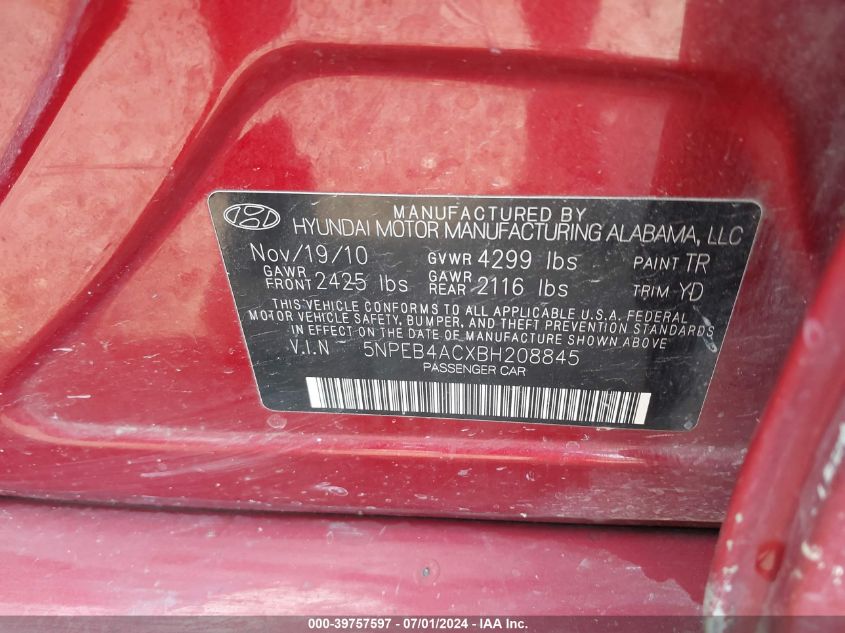 MANUFACTURED BY
HYUNDAI MOTOR MANUFACTURING ALABAMA, LLC
Nov/19/10 GVWR 4299 lbs PAINT TR
GAWR FRONT 2425 lbs GAWR REAR 2116 lbs TRIM YD
THIS VEHICLE CONFORMS TO ALL APPLICABLE U.S.A. FEDERAL
MOTOR VEHICLE SAFETY, BUMPER, AND THEFT PREVENTION STANDARDS
IN EFFECT ON THE DATE OF MANUFACTURE SHOWN ABOVE
V.I.N 5NPEB4ACXBH208845
PASSENGER CAR
000-39757597 - 07/01/2024 - IAA, Inc.